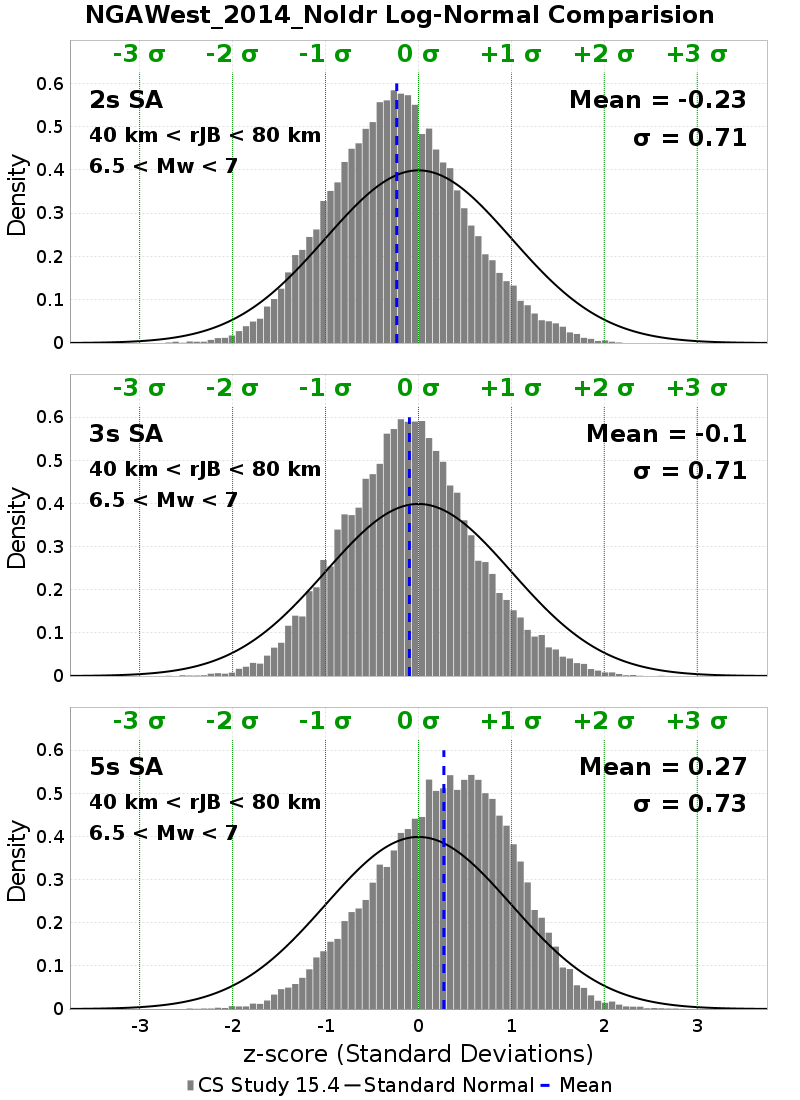 NGAWest_2014_NoIdr Log-Normal Comparision
-3 σ -2 σ -1 σ 0 σ +1 σ +2 σ +3 σ
2s SA
Mean = -0.23
40 km < rJB < 80 km
σ = 0.71
6.5 < Mw < 7
Density
0.6
0.5
0.4
0.3
0.2
0.1
0
-3 σ -2 σ -1 σ 0 σ +1 σ +2 σ +3 σ
3s SA
Mean = -0.1
40 km < rJB < 80 km
σ = 0.71
6.5 < Mw < 7
Density
0.6
0.5
0.4
0.3
0.2
0.1
0
-3 σ -2 σ -1 σ 0 σ +1 σ +2 σ +3 σ
5s SA
Mean = 0.27
40 km < rJB < 80 km
σ = 0.73
6.5 < Mw < 7
Density
0.6
0.5
0.4
0.3
0.2
0.1
0
-3 -2 -1 0 1 2 3
z-score (Standard Deviations)
CS Study 15.4 Standard Normal Mean